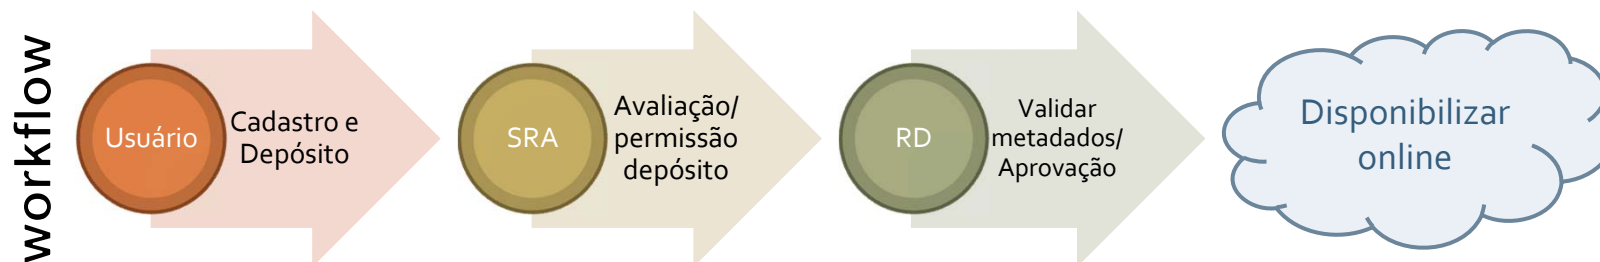 workflow
Usuário
Cadastro e
Depósito
SRA
Avaliação/
permissão
depósito
RD
Validar
metadados/
Aprovação
Disponibilizar
online